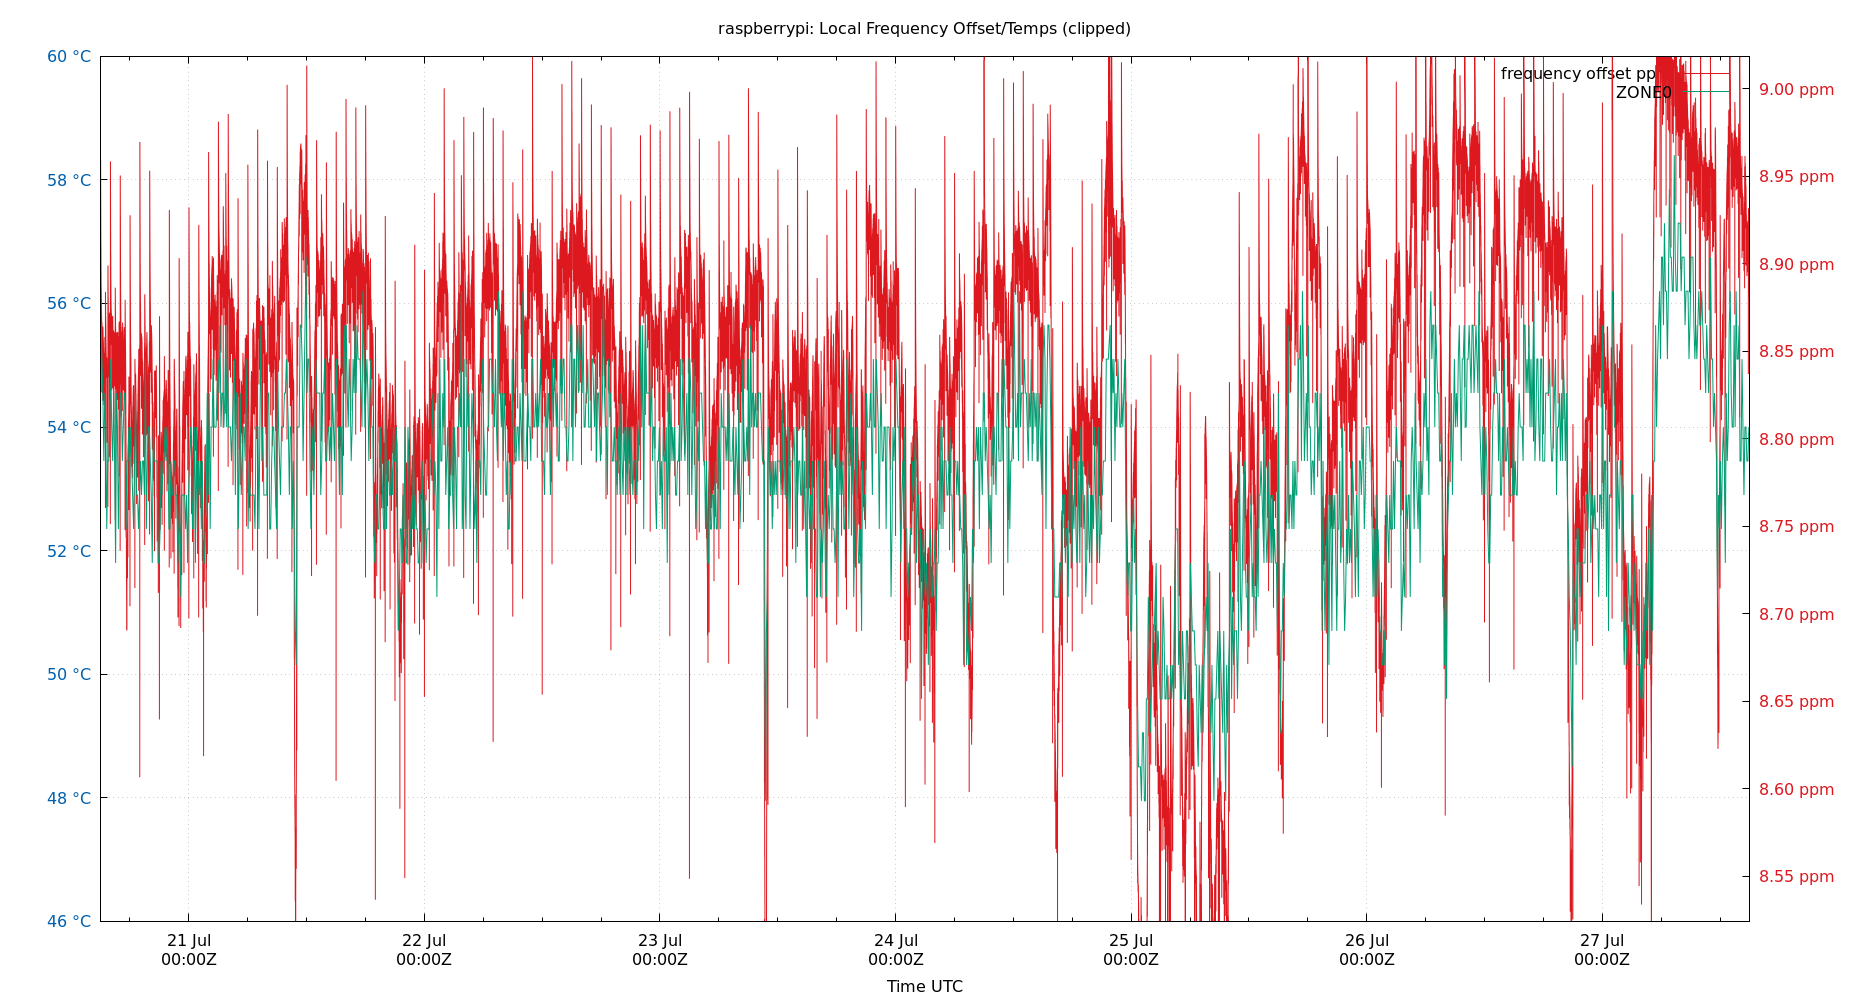 raspberrypi: Local Frequency Offset/Temps (clipped)
60 °C
58 °C
56 °C
54 °C
52 °C
50 °C
48 °C
46 °C
frequency offset pp
ZONE0
9.00 ppm
8.95 ppm
8.90 ppm
8.85 ppm
8.80 ppm
8.75 ppm
8.70 ppm
8.65 ppm
8.60 ppm
8.55 ppm
21 Jul 22 Jul 23 Jul 24 Jul 25 Jul 26 Jul 27 Jul
00:00Z 00:00Z 00:00Z 00:00Z 00:00Z 00:00Z 00:00Z
Time UTC